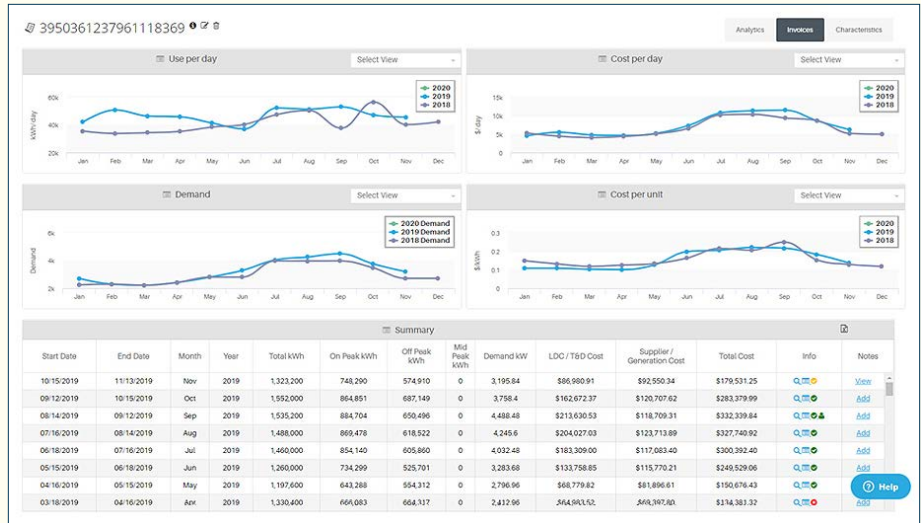 3950361237961118369
Analytics Invoices Characteristics
Use per day Select View
2020
2019
2018
kWh/day
60k
40k
20k
Jan Feb Mar Apr May Jun Jul Aug Sep Oct Nov Dec
Cost per day Select View
2020
2019
2018
$/day
15k
10k
5k
0
Jan Feb Mar Apr May Jun Jul Aug Sep Oct Nov Dec
Demand Select View
2020 Demand
2019 Demand
2018 Demand
Demand
6k
4k
2k
Jan Feb Mar Apr May Jun Jul Aug Sep Oct Nov Dec
Cost per unit Select View
2020
2019
2018
$/kWh
0.3
0.2
0.1
0
Jan Feb Mar Apr May Jun Jul Aug Sep Oct Nov Dec
Summary
Start Date End Date Month Year Total kWh On Peak kWh Off Peak kWh Mid Peak kWh Demand kW LDC / T&D Cost Supplier / Generation Cost Total Cost Info Notes
10/15/2019 11/13/2019 Nov 2019 1,323,200 748,290 574,910 0 3,195.84 $86,980.91 $92,550.34 $179,531.25 View
09/12/2019 10/15/2019 Oct 2019 1,552,000 864,851 687,149 0 3,758.4 $162,672.37 $120,707.62 $283,379.99 Add
08/14/2019 09/12/2019 Sep 2019 1,535,200 884,704 650,496 0 4,488.48 $213,630.53 $118,709.31 $332,339.84 Add
07/16/2019 08/14/2019 Aug 2019 1,488,000 869,478 618,522 0 4,245.6 $204,027.03 $123,713.89 $327,740.92 Add
06/18/2019 07/16/2019 Jul 2019 1,460,000 854,140 605,860 0 4,032.48 $183,309.00 $117,083.40 $300,392.40 Add
05/15/2019 06/18/2019 Jun 2019 1,260,000 734,299 525,701 0 3,283.68 $133,758.85 $115,770.21 $249,529.06 Add
04/16/2019 05/15/2019 May 2019 1,197,600 643,288 554,312 0 2,796.96 $68,779.82 $81,896.61 $150,676.43 Add
03/18/2019 04/16/2019 Apr 2019 1,330,400 666,083 664,317 0 2,412.96 $64,983.52 $69,397.80 $134,381.32 Add
Help